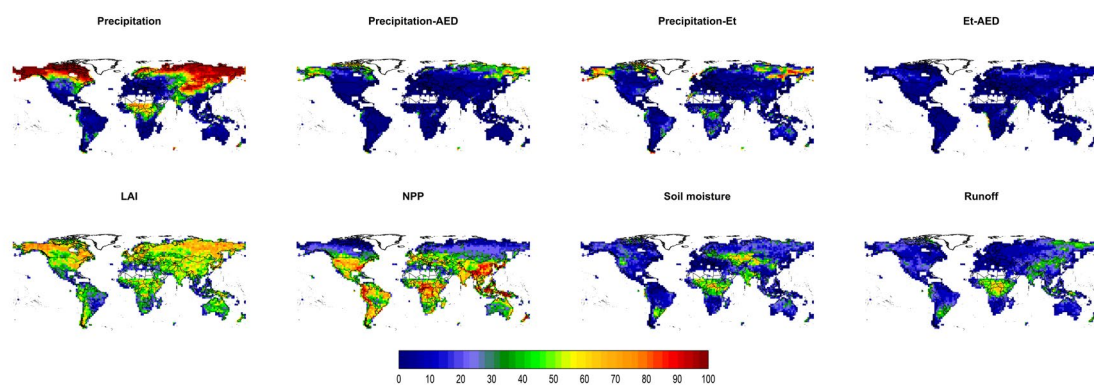 Precipitation
Precipitation-AED
Precipitation-Et
Et-AED
LAI
NPP
Soil moisture
Runoff
0 10 20 30 40 50 60 70 80 90 100